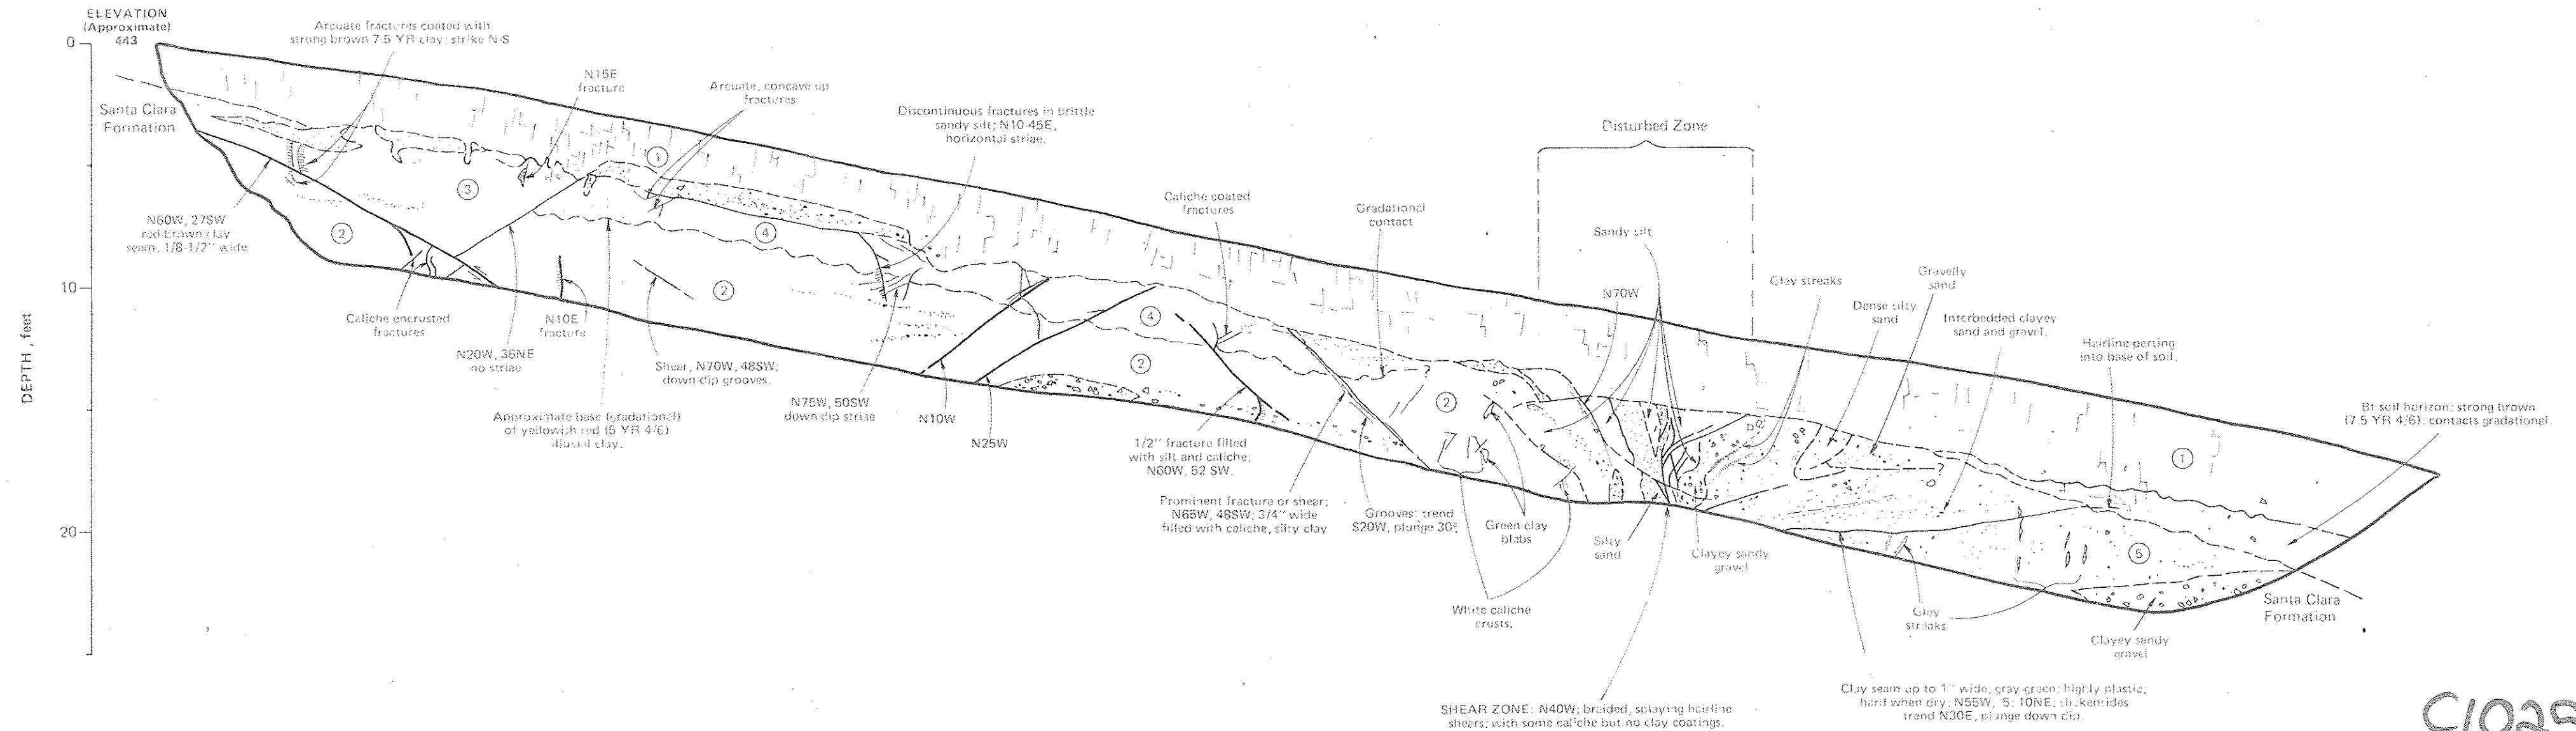 ELEVATION
(Approximate)
443
0
10
20
DEPTH, feet
Santa Clara
Formation
Arcuate fractures coated with
strong brown 7.5 YR clay; strike N-S
N15E
fracture
Arcuate, concave up
fractures
Discontinuous fractures in brittle
sandy silt; N10-45E,
horizontal striae.
Caliche coated
fractures
Gradational
contact
Disturbed Zone
Sandy silt
N70W
Clay streaks
Gravelly
sand
Dense silty
sand
Interbedded clayey
sand and gravel.
Hairline parting
into base of soil.
Bt soil horizon; strong brown
(7.5 YR 4/6); contacts gradational.
1
3
2
4
2
4
2
2
1
5
N60W, 27SW
red-brown clay
seam, 1/8-1/2" wide
Caliche encrusted
fractures
N20W, 36NE
no striae
N10E
fracture
Approximate base (gradational)
of yellowish red (5 YR 4/6)
illuvial clay.
Shear, N70W, 48SW;
down-dip grooves.
N75W, 50SW
down-dip striae
N10W
N25W
1/2" fracture filled
with silt and caliche;
N60W, 52 SW.
Prominent fracture or shear;
N65W, 48SW; 3/4" wide
filled with caliche, silty clay
Grooves: trend
S20W, plunge 30°
Green clay
blebs
White caliche
crusts.
Silty
sand
Clayey sandy
gravel
SHEAR ZONE: N40W; braided, splaying hairline
shears; with some caliche but no clay coatings.
Clay seam up to 1" wide; gray-green; highly plastic;
hard when dry; N55W, 5; 10NE; slickensides
trend N30E, plunge down dip.
Gley
streaks
Clayey sandy
gravel
Santa Clara
Formation
C1025